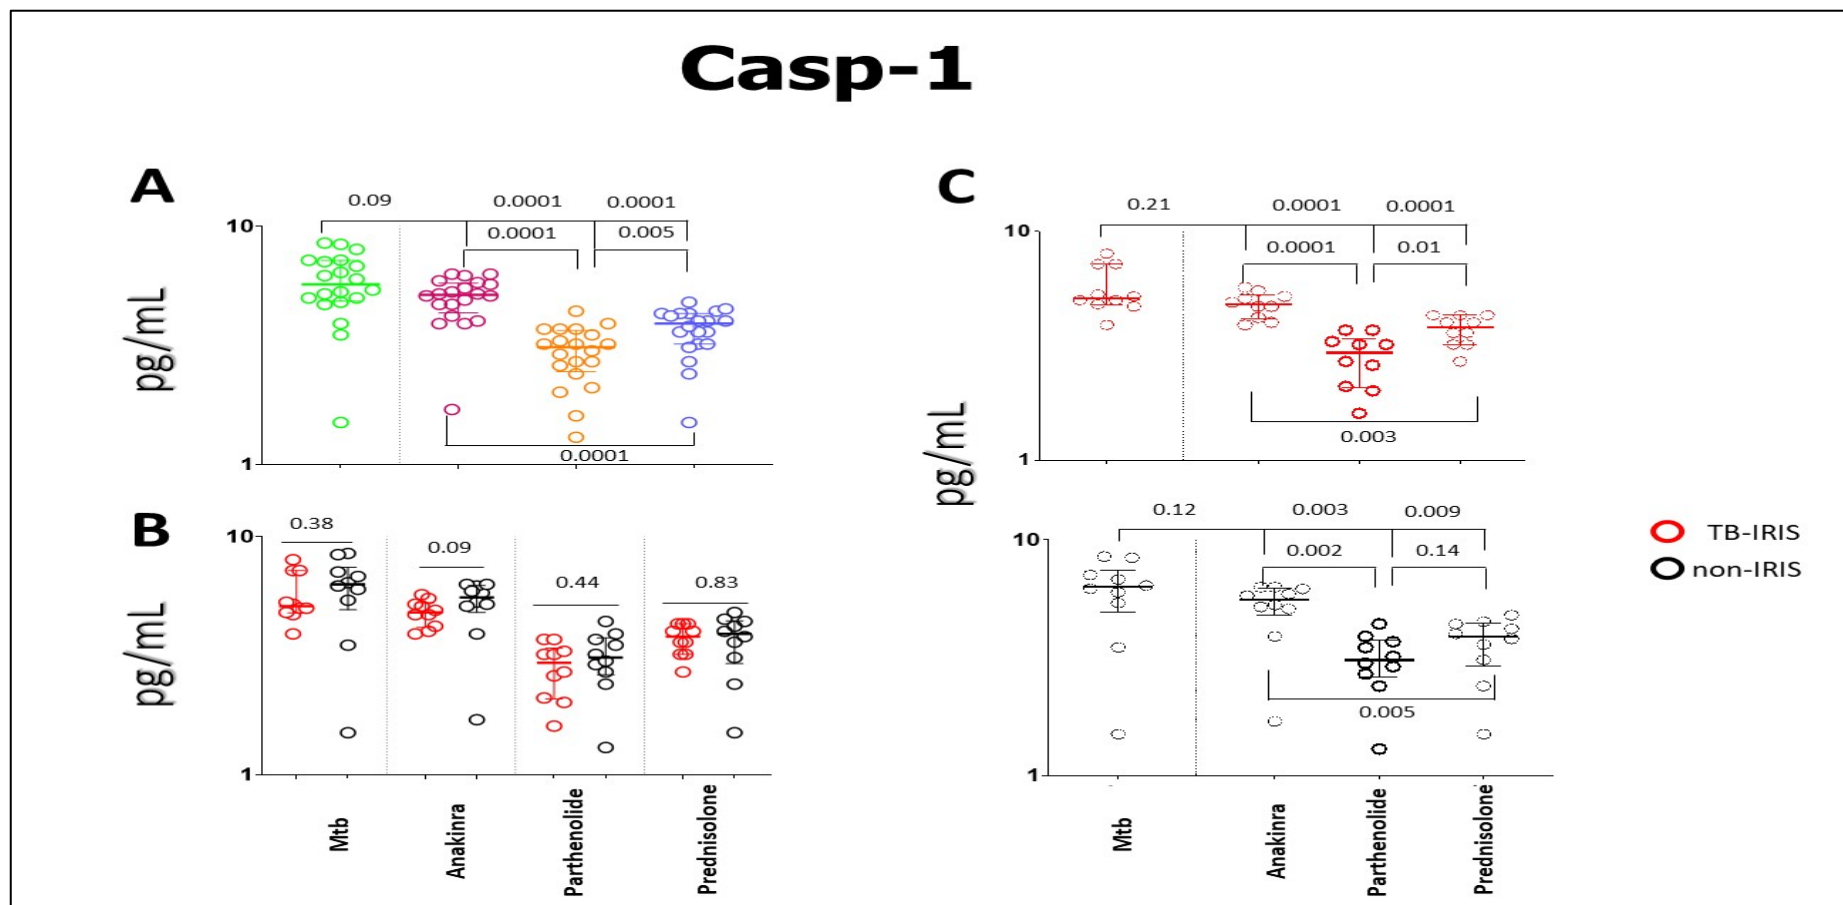 Casp-1
A
0.09
0.0001
0.0001
0.0001
0.005
10
pg/mL
0.0001
1
B
0.38
0.09
0.44
0.83
10
pg/mL
1
Mtb
Anakinra
Parthenolide
Prednisolone
C
0.21
0.0001
0.0001
0.0001
0.01
10
0.003
1
pg/mL
0.12
0.003
0.009
0.002
0.14
10
0.005
1
Mtb
Anakinra
Parthenolide
Prednisolone
TB-IRIS
non-IRIS